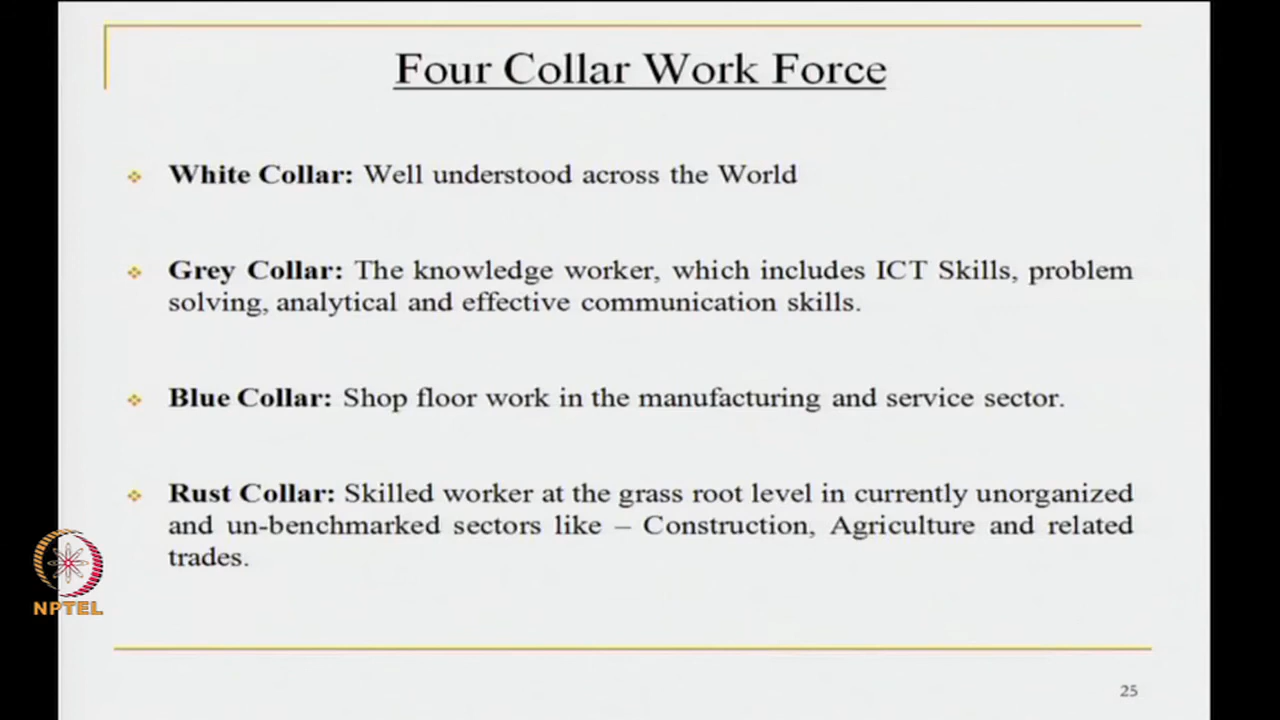 Four Collar Work Force
❖ White Collar: Well understood across the World
❖ Grey Collar: The knowledge worker, which includes ICT Skills, problem
solving, analytical and effective communication skills.
❖ Blue Collar: Shop floor work in the manufacturing and service sector.
❖ Rust Collar: Skilled worker at the grass root level in currently unorganized
and un-benchmarked sectors like – Construction, Agriculture and related
trades.
NPTEL
25